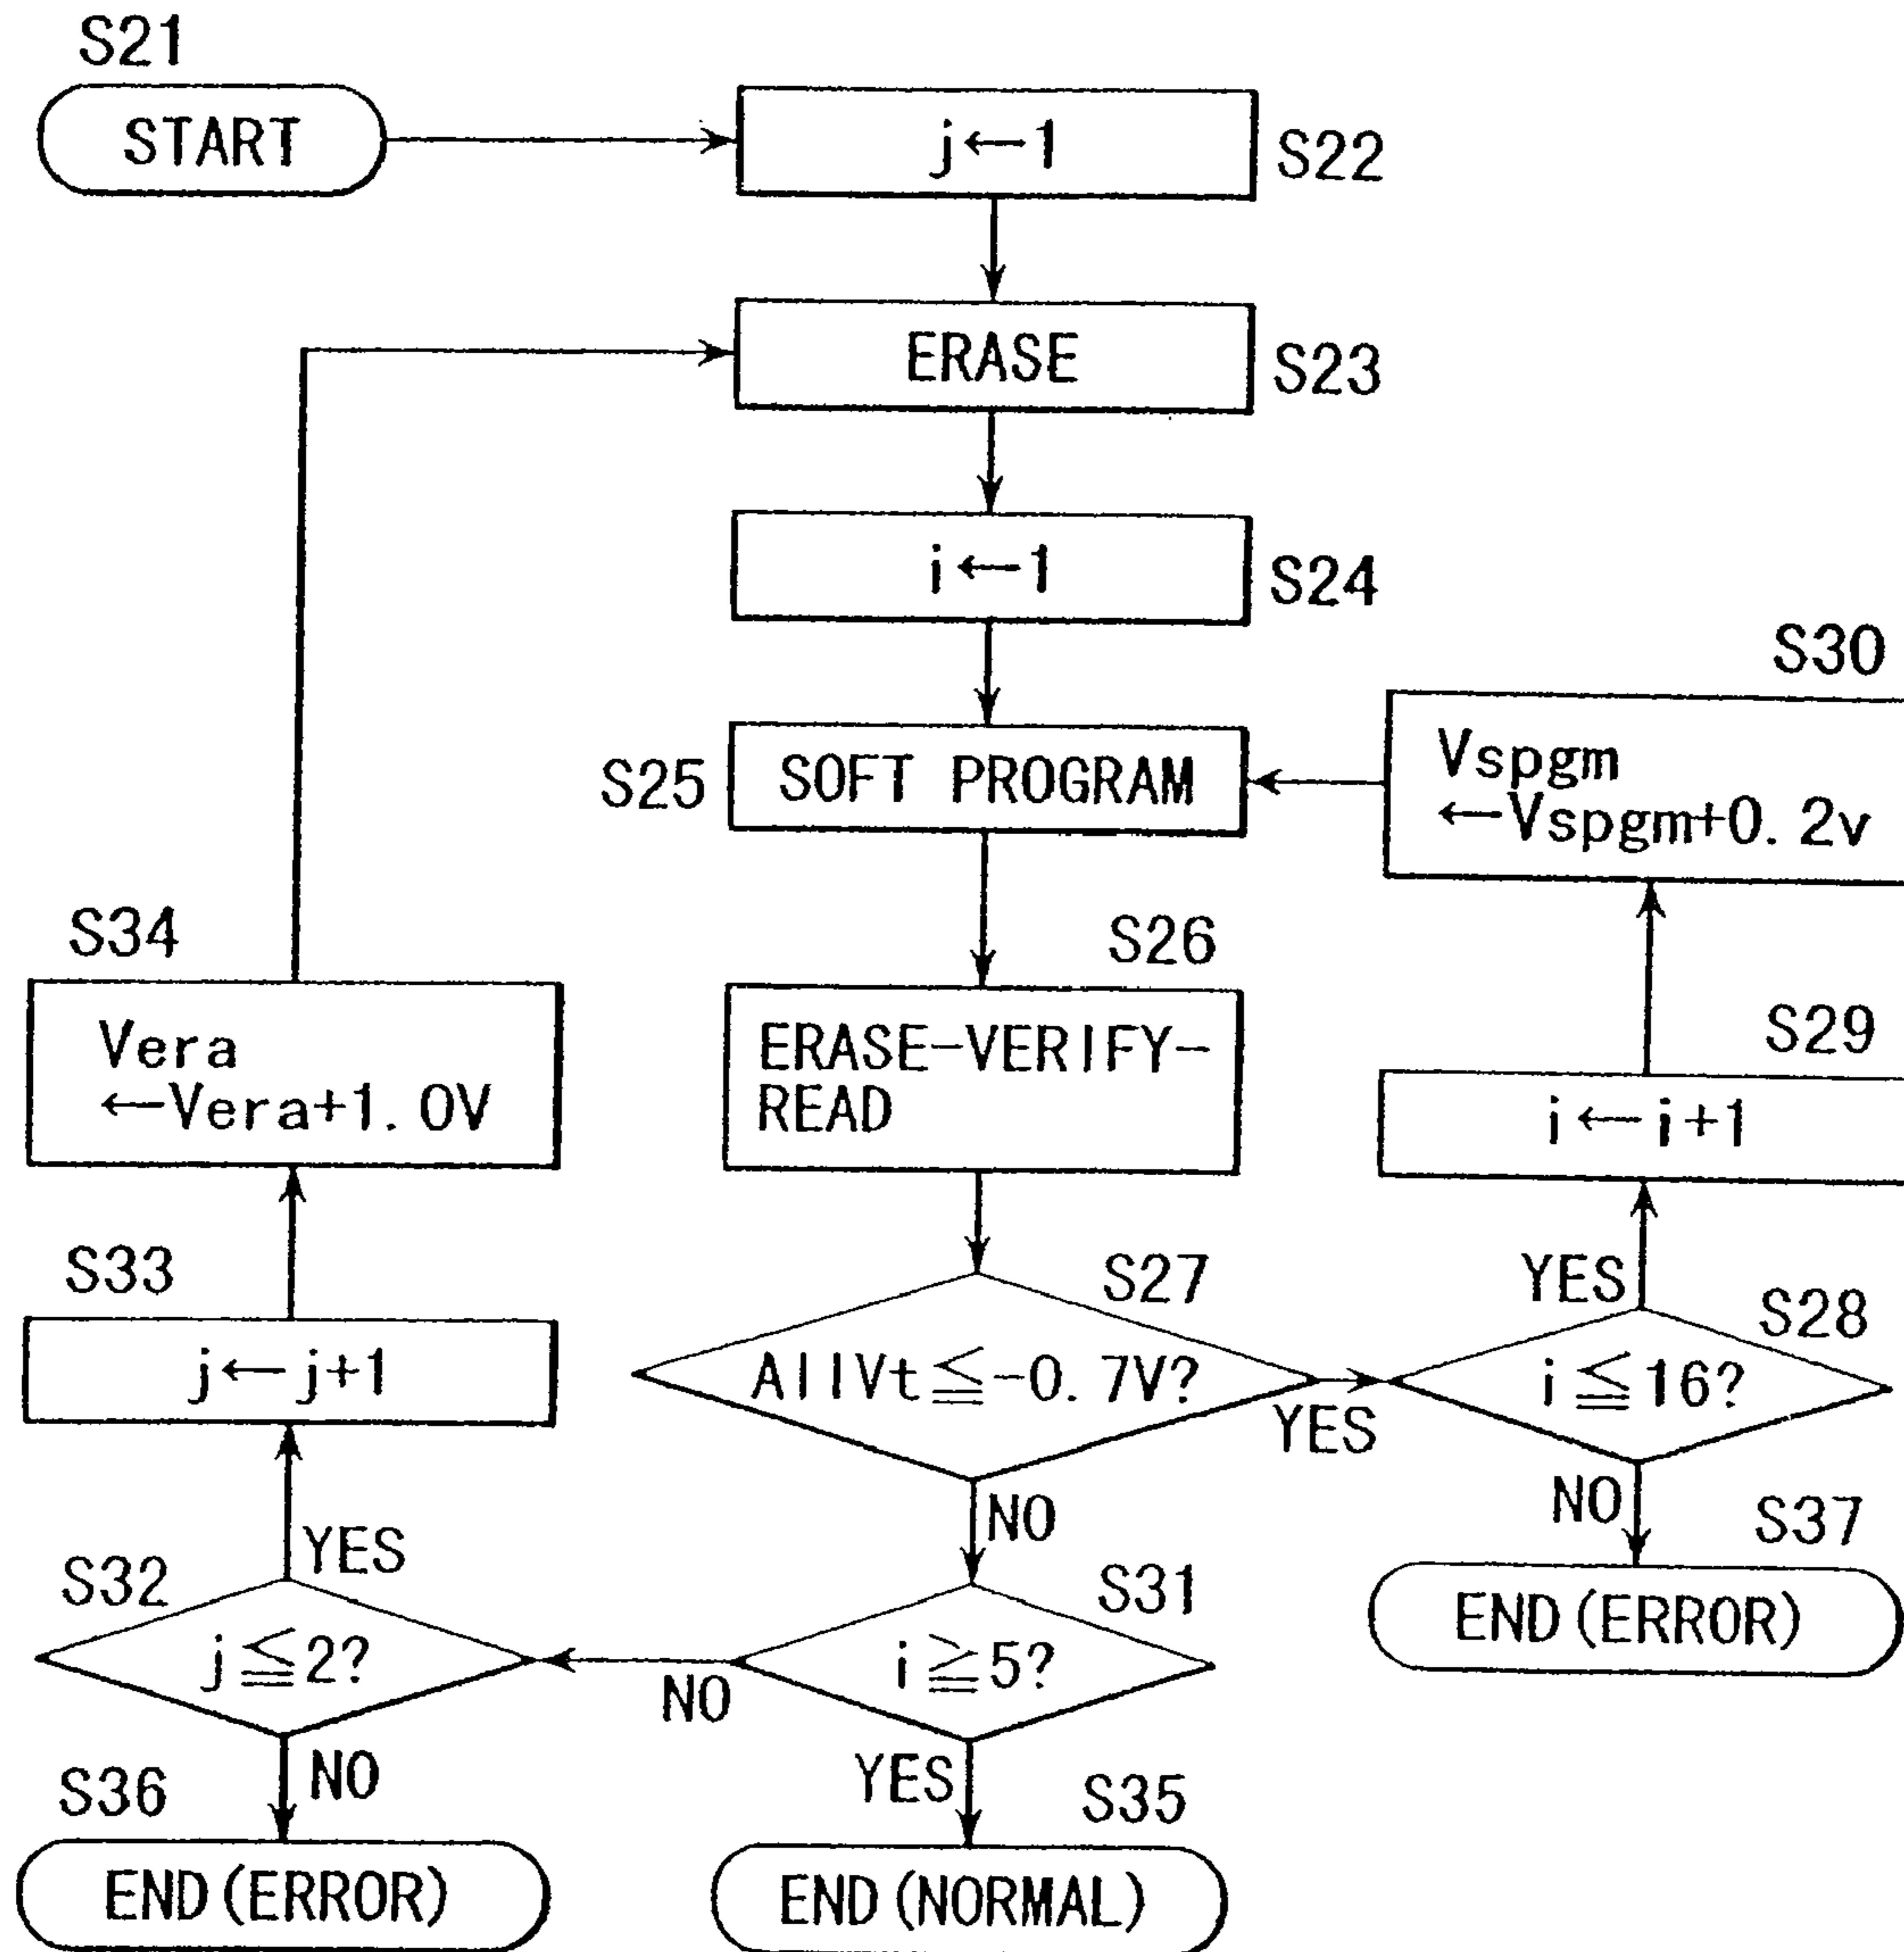 S21
START
j←1
S22
ERASE
S23
i←1
S24
S30
S25
SOFT PROGRAM
Vspgm
←Vspgm+0.2v
S34
S26
Vera
←Vera+1.0V
ERASE-VERIFY-
READ
S29
i←i+1
S33
j←j+1
S27
AllVt≦-0.7V?
YES
NO
YES
S28
i≦16?
NO
S37
END(ERROR)
YES
S32
j≦2?
S31
i≧5?
NO
S36
NO
YES
S35
END(ERROR)
END(NORMAL)